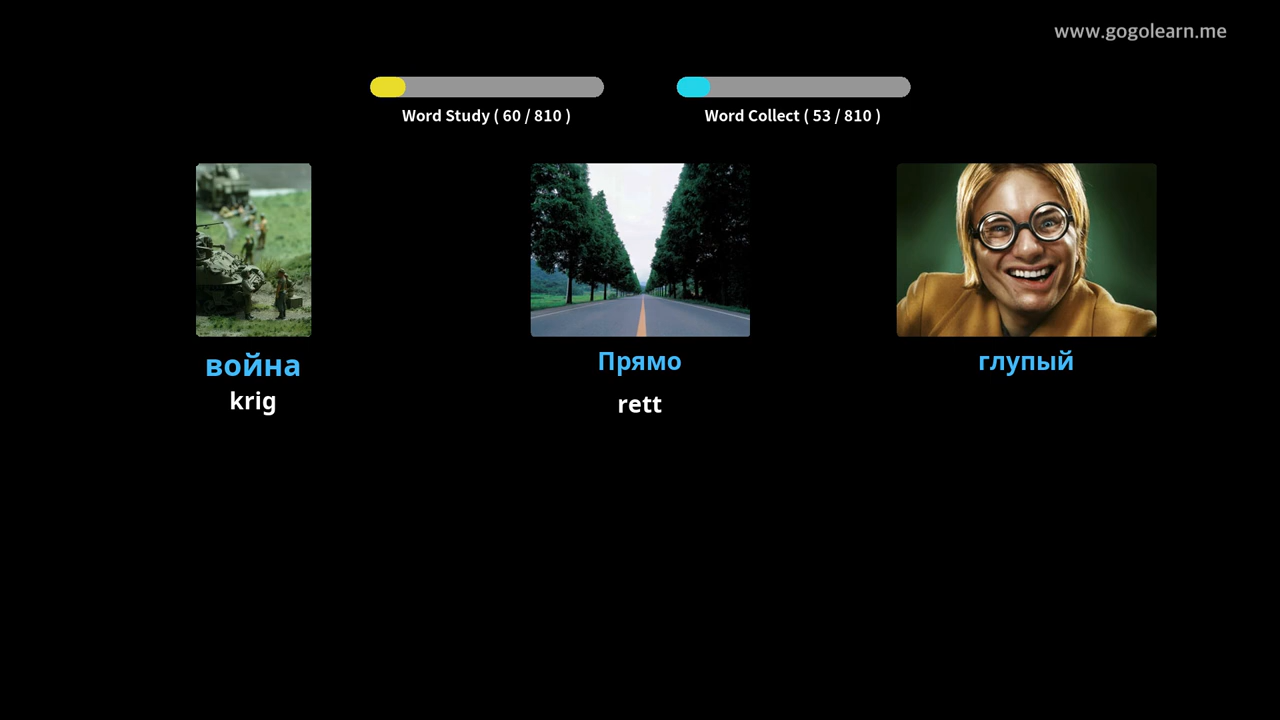 www.gogolearn.me
Word Study ( 60 / 810 )
Word Collect ( 53 / 810 )
война
krig
Прямо
rett
глупый